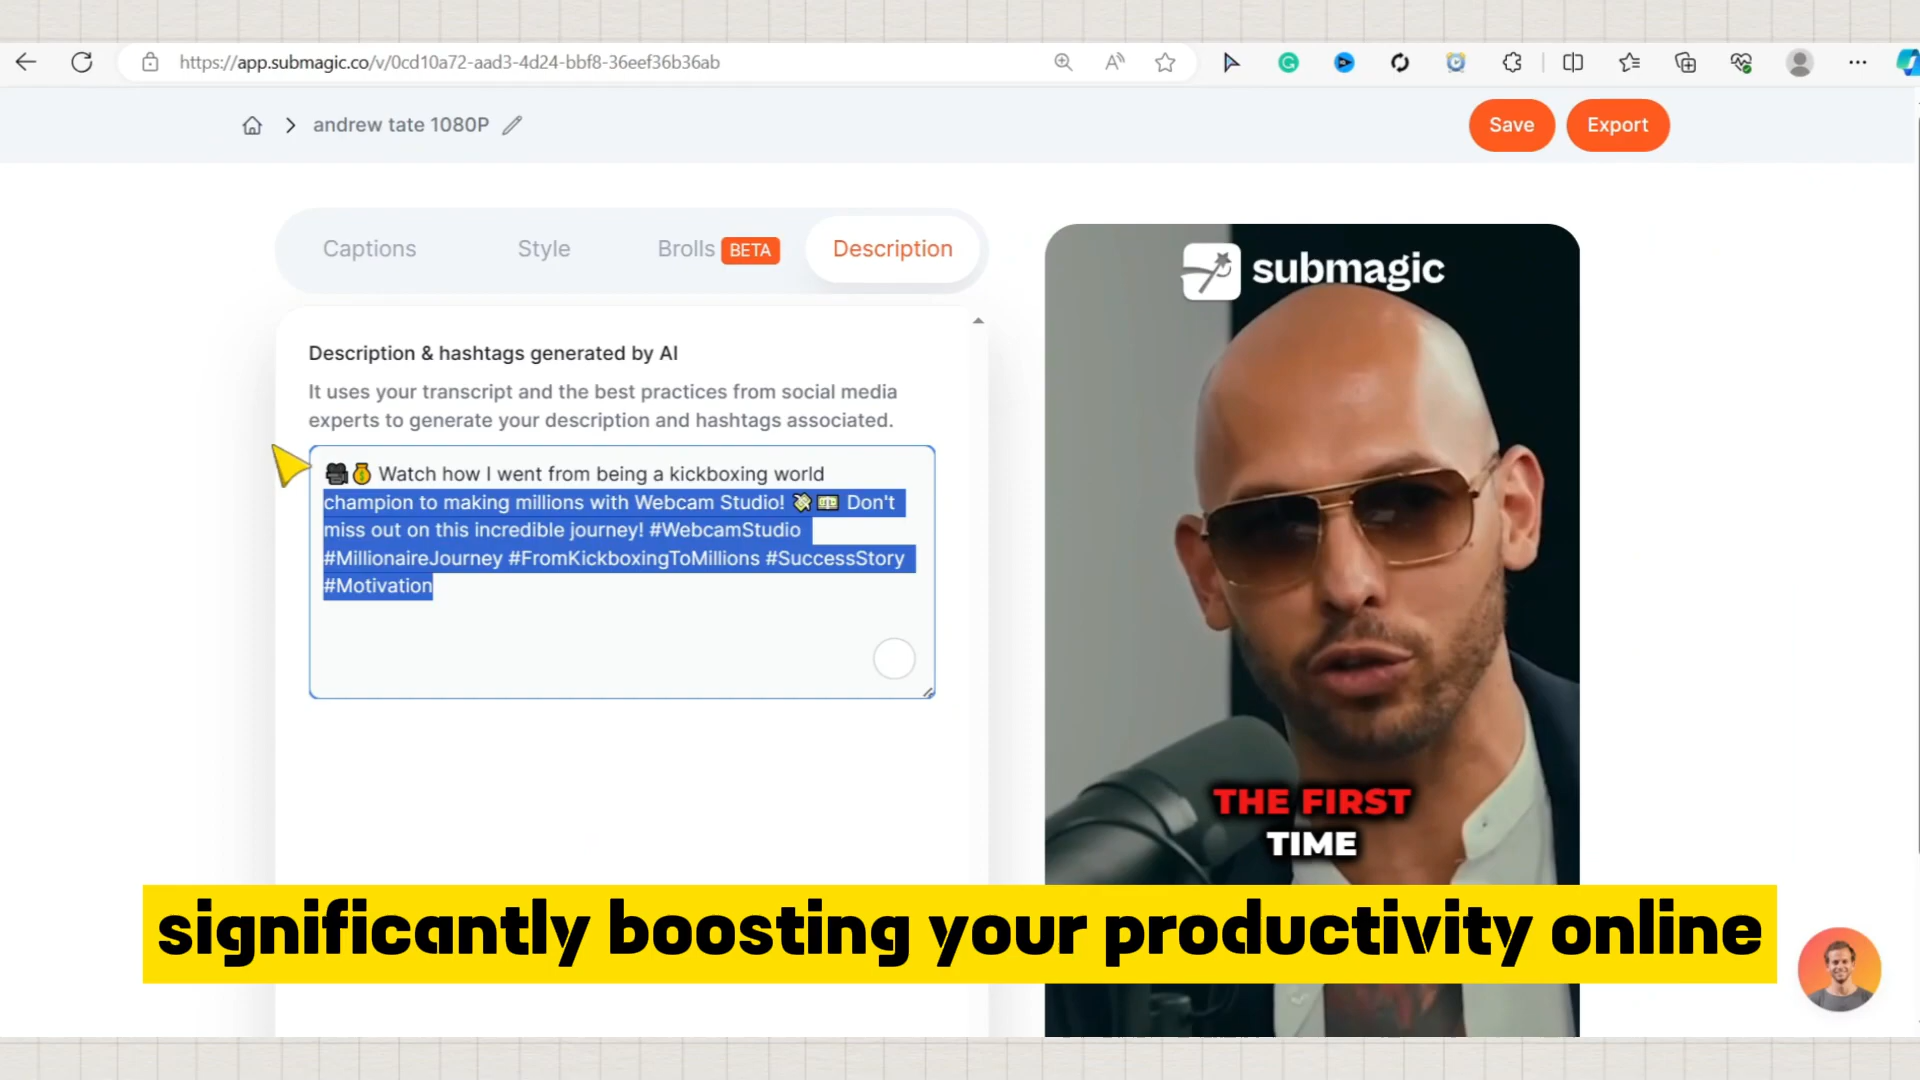 https://app.submagic.co/v/0cd10a72-aad3-4d24-bbf8-36eef36b36ab
andrew tate 1080P
Save
Export
Captions
Style
Brolls BETA
Description
Description & hashtags generated by AI
It uses your transcript and the best practices from social media
experts to generate your description and hashtags associated.
🎥💰 Watch how I went from being a kickboxing world
champion to making millions with Webcam Studio! 💸💵 Don't
miss out on this incredible journey! #WebcamStudio
#MillionaireJourney #FromKickboxingToMillions #SuccessStory
#Motivation
submagic
THE FIRST
TIME
significantly boosting your productivity online